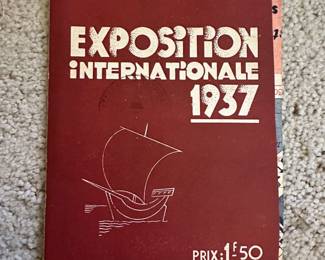 EXPOSITION
iNTERNATiONALE
1937
PRIX: 1F50